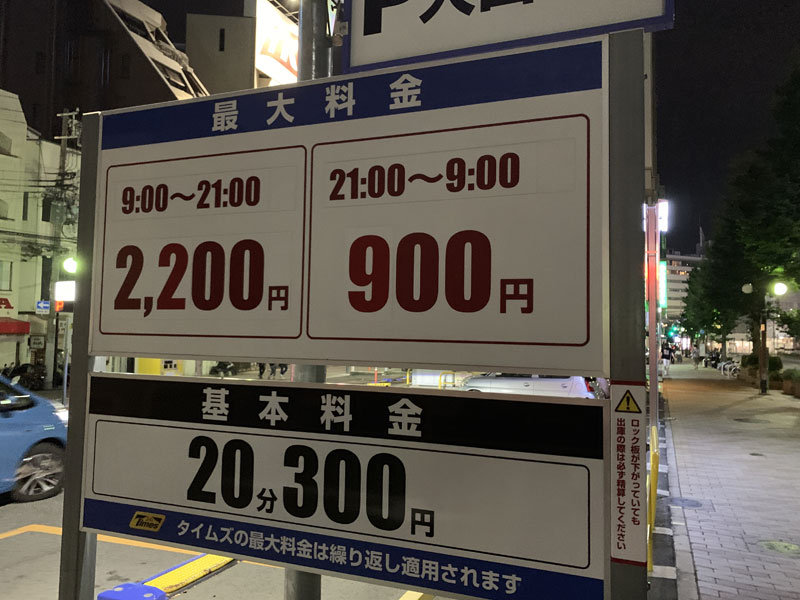 最大料金
9:00〜21:00
2,200円
21:00〜9:00
900円
基本料金
20分300円
Times タイムズの最大料金は繰り返し適用されます
ロック板が下がっていても
出庫の際は必ず精算してください